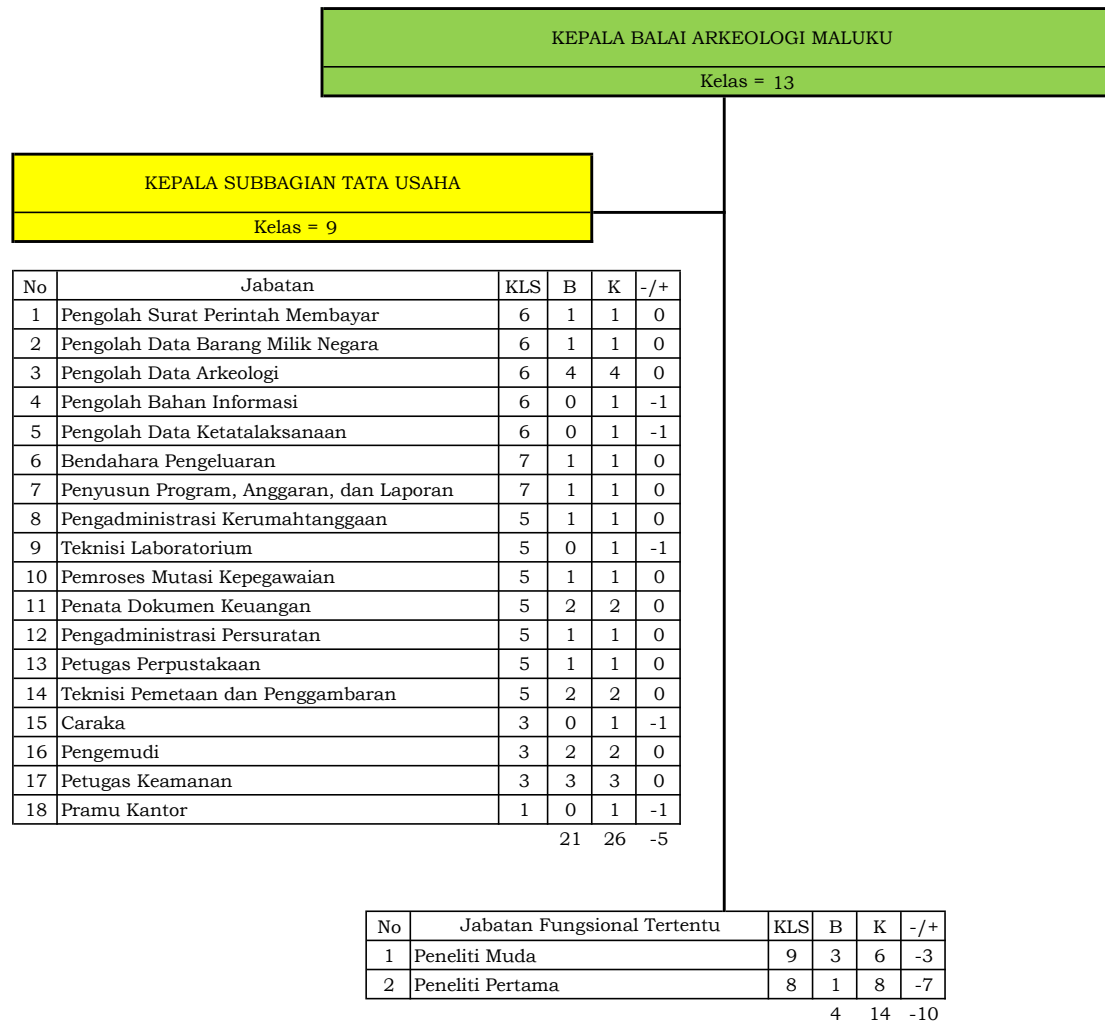 KEPALA BALAI ARKEOLOGI MALUKU
Kelas = 13
KEPALA SUBBAGIAN TATA USAHA
Kelas = 9
No Jabatan KLS B K -/+
1 Pengolah Surat Perintah Membayar 6 1 1 0
2 Pengolah Data Barang Milik Negara 6 1 1 0
3 Pengolah Data Arkeologi 6 4 4 0
4 Pengolah Bahan Informasi 6 0 1 -1
5 Pengolah Data Ketatalaksanaan 6 0 1 -1
6 Bendahara Pengeluaran 7 1 1 0
7 Penyusun Program, Anggaran, dan Laporan 7 1 1 0
8 Pengadministrasi Kerumahtanggaan 5 1 1 0
9 Teknisi Laboratorium 5 0 1 -1
10 Pemroses Mutasi Kepegawaian 5 1 1 0
11 Penata Dokumen Keuangan 5 2 2 0
12 Pengadministrasi Persuratan 5 1 1 0
13 Petugas Perpustakaan 5 1 1 0
14 Teknisi Pemetaan dan Penggambaran 5 2 2 0
15 Caraka 3 0 1 -1
16 Pengemudi 3 2 2 0
17 Petugas Keamanan 3 3 3 0
18 Pramu Kantor 1 0 1 -1
21 26 -5
No Jabatan Fungsional Tertentu KLS B K -/+
1 Peneliti Muda 9 3 6 -3
2 Peneliti Pertama 8 1 8 -7
4 14 -10